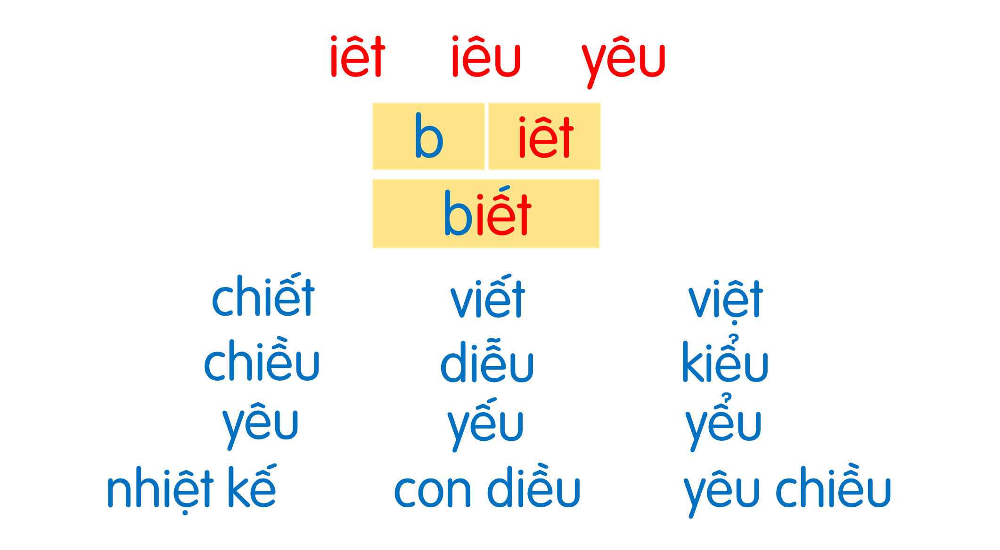 iêt iêu yêu
b iêt
biết
chiết viết việt
chiều diễu kiểu
yêu yếu yểu
nhiệt kế con diều yêu chiều